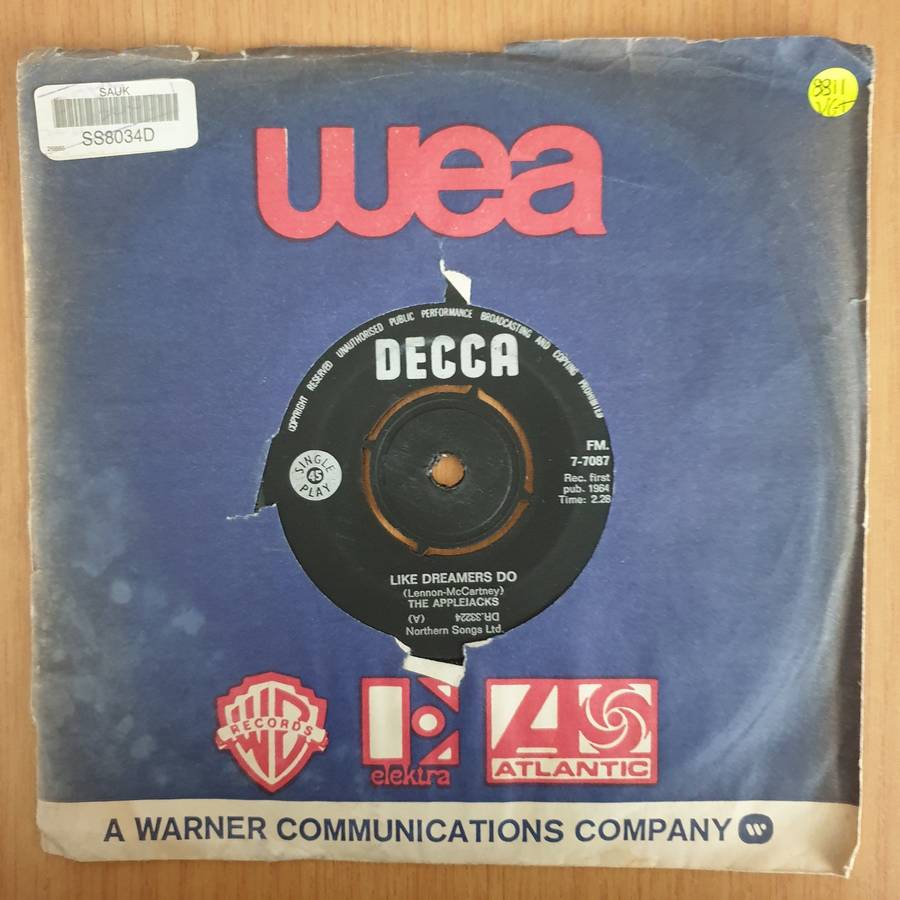 SAUK
SS8034D
3311
VG+
wea
COPYRIGHT RESERVED UNAUTHORISED PUBLIC PERFORMANCE BROADCASTING AND COPYING PROHIBITED
DECCA
FM.
7-7087
SINGLE
45
PLAY
Rec. first
pub. 1964
Time: 2.28
LIKE DREAMERS DO
(Lennon-McCartney)
THE APPLEJACKS
(A) DR.33224
Northern Songs Ltd.
WB
RECORDS
elektra
ATLANTIC
A WARNER COMMUNICATIONS COMPANY